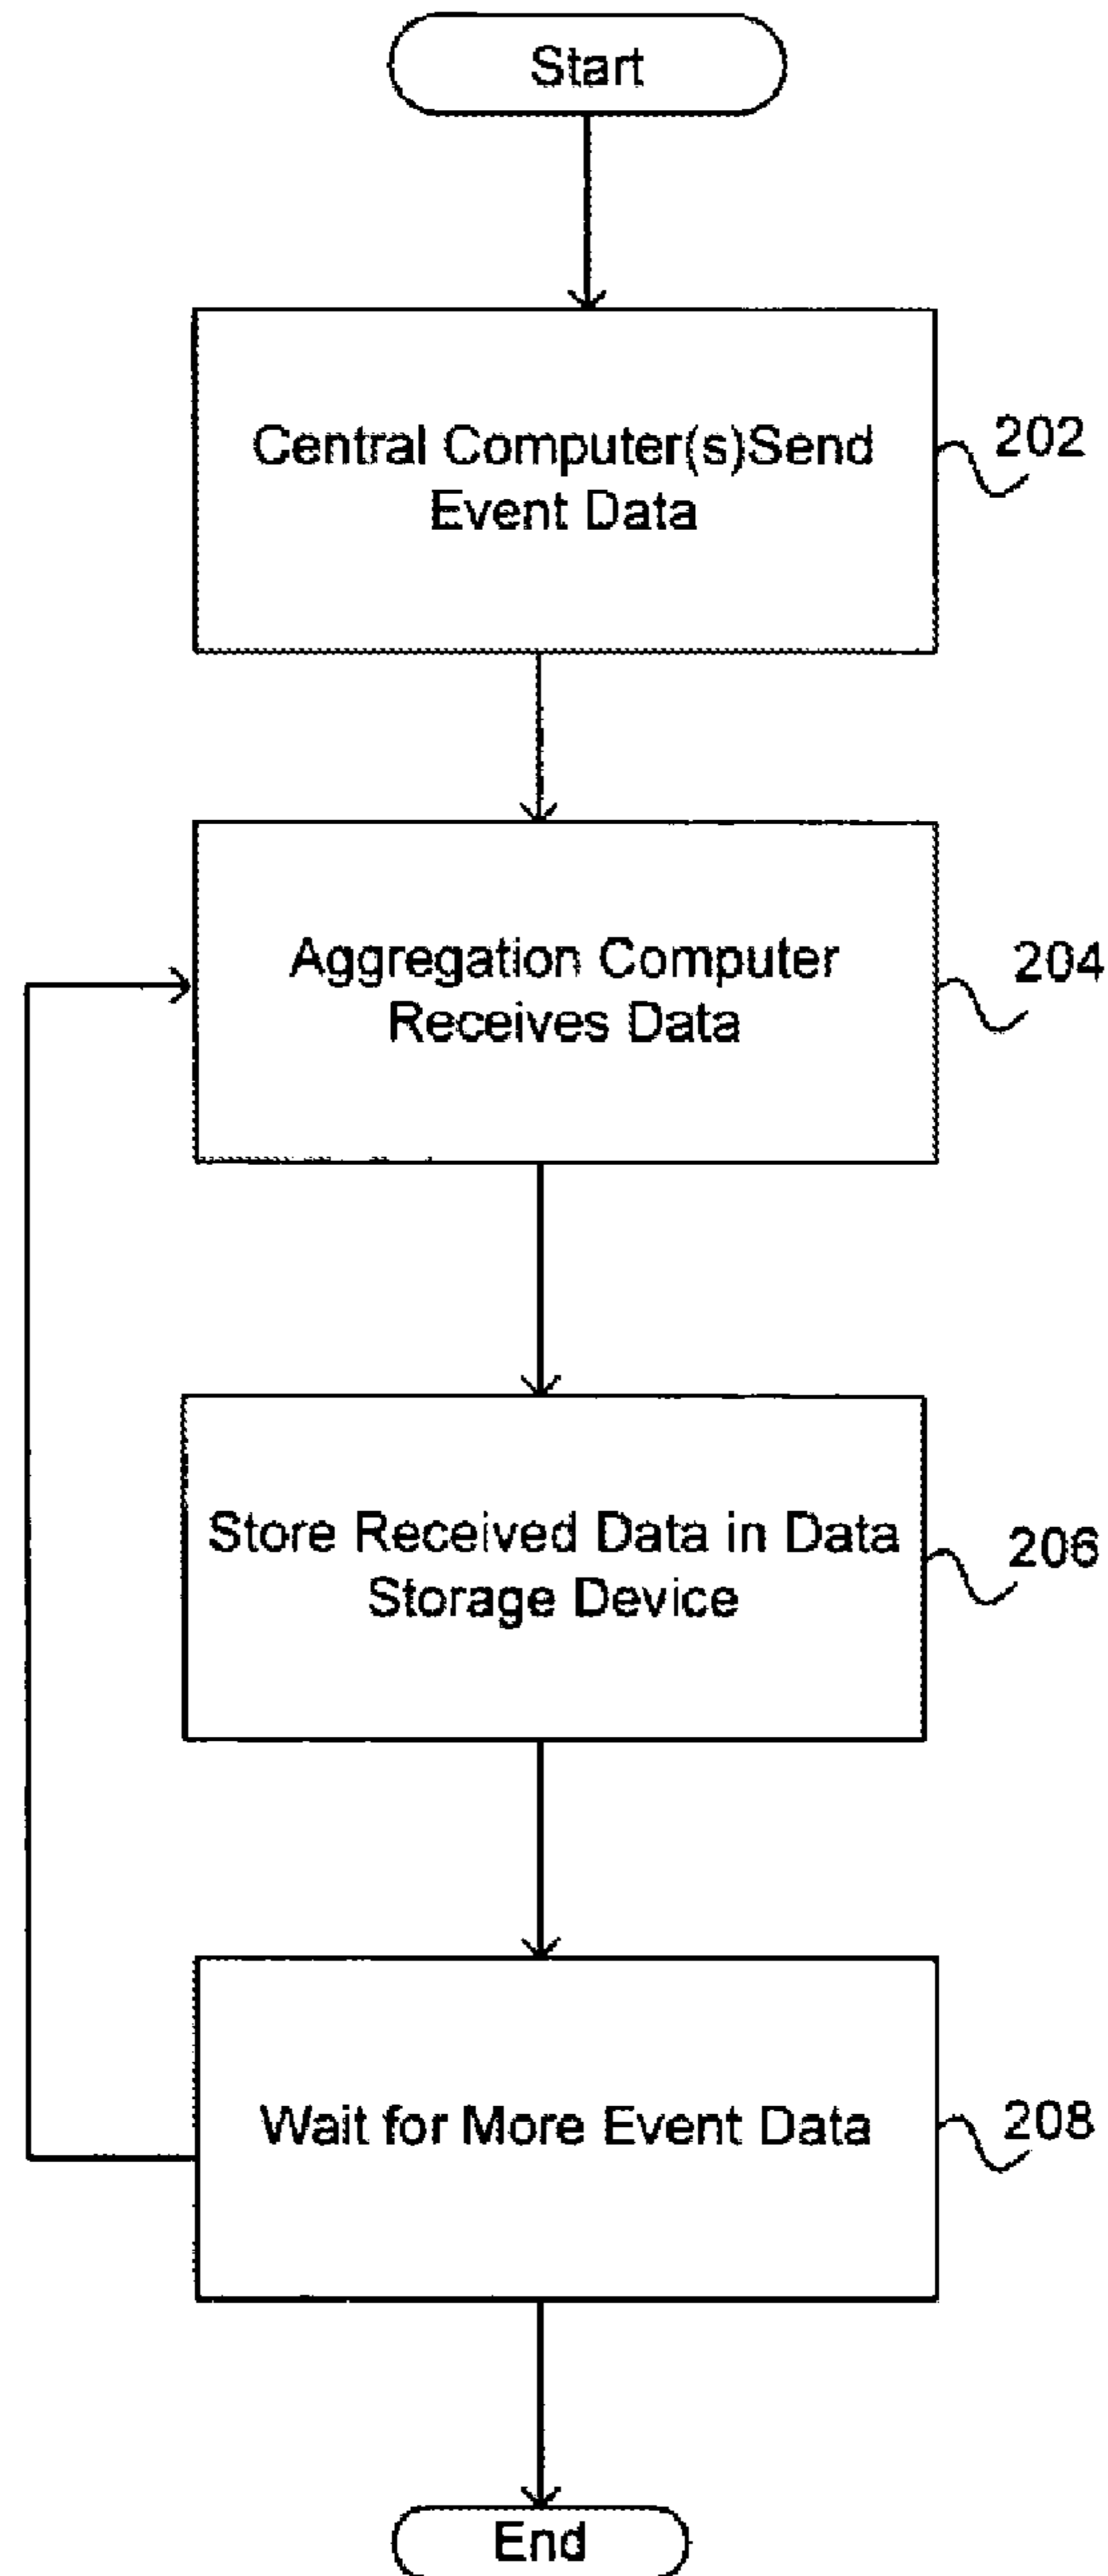 Start
Central Computer(s)Send
Event Data
202
Aggregation Computer
Receives Data
204
Store Received Data in Data
Storage Device
206
Wait for More Event Data
208
End